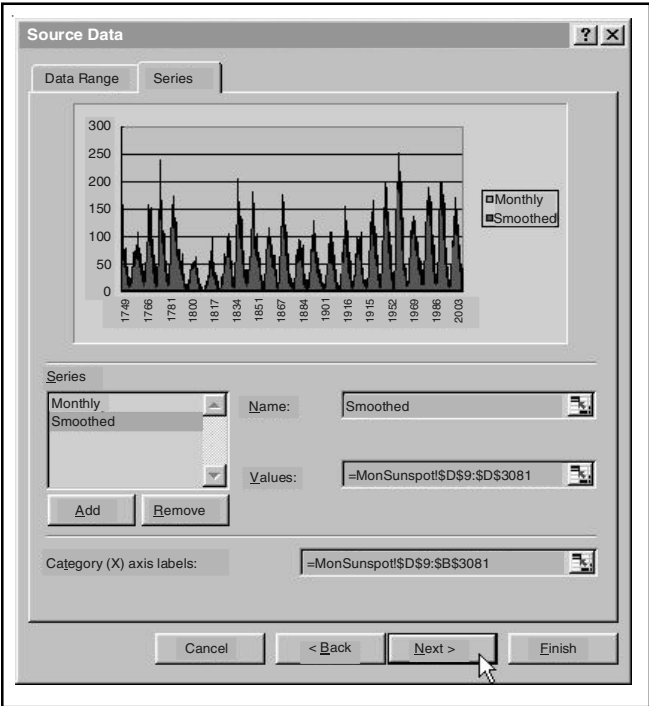 Source Data
Data Range Series
300
250
200
150
100
50
0
1749 1766 1781 1800 1817 1834 1851 1867 1884 1901 1916 1915 1952 1969 1986 2003
Monthly
Smoothed
Series
Monthly
Smoothed
Name: Smoothed
Values: =MonSunspot!$D$9:$D$3081
Add Remove
Category (X) axis labels: =MonSunspot!$D$9:$B$3081
Cancel < Back Next > Finish